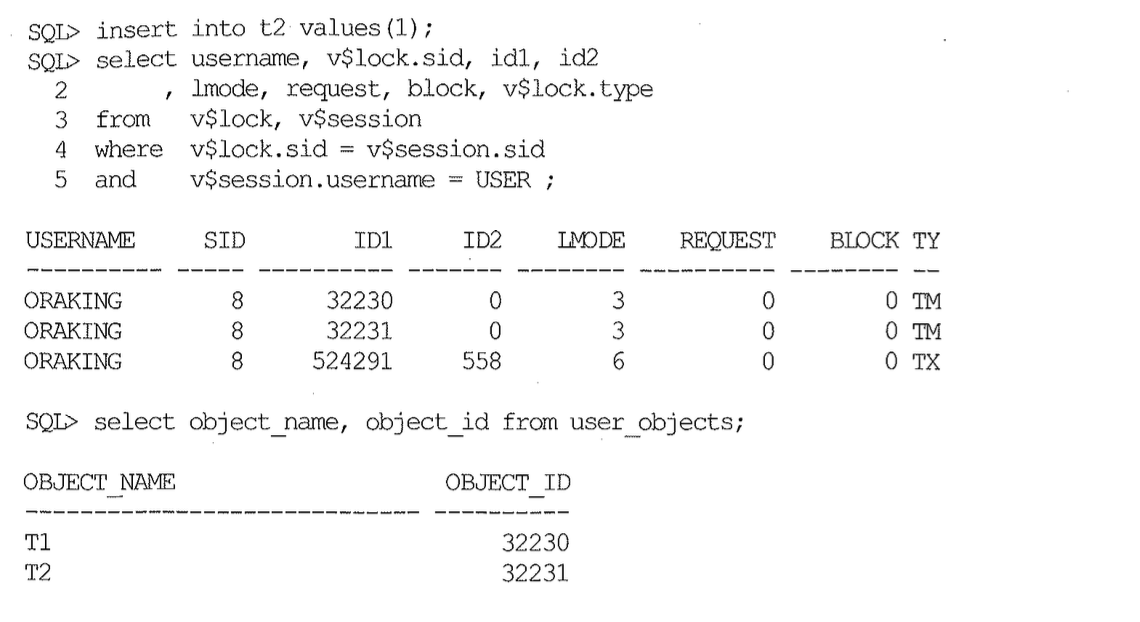 SQL> insert into t2 values(1);
SQL> select username, v$lock.sid, id1, id2
2 , lmode, request, block, v$lock.type
3 from v$lock, v$session
4 where v$lock.sid = v$session.sid
5 and v$session.username = USER ;
USERNAME SID ID1 ID2 LMODE REQUEST BLOCK TY
---------- ----- ---------- ------- -------- ---------- -------- --
ORAKING 8 32230 0 3 0 0 TM
ORAKING 8 32231 0 3 0 0 TM
ORAKING 8 524291 558 6 0 0 TX
SQL> select object_name, object_id from user_objects;
OBJECT_NAME OBJECT_ID
------------------------------ ----------
T1 32230
T2 32231